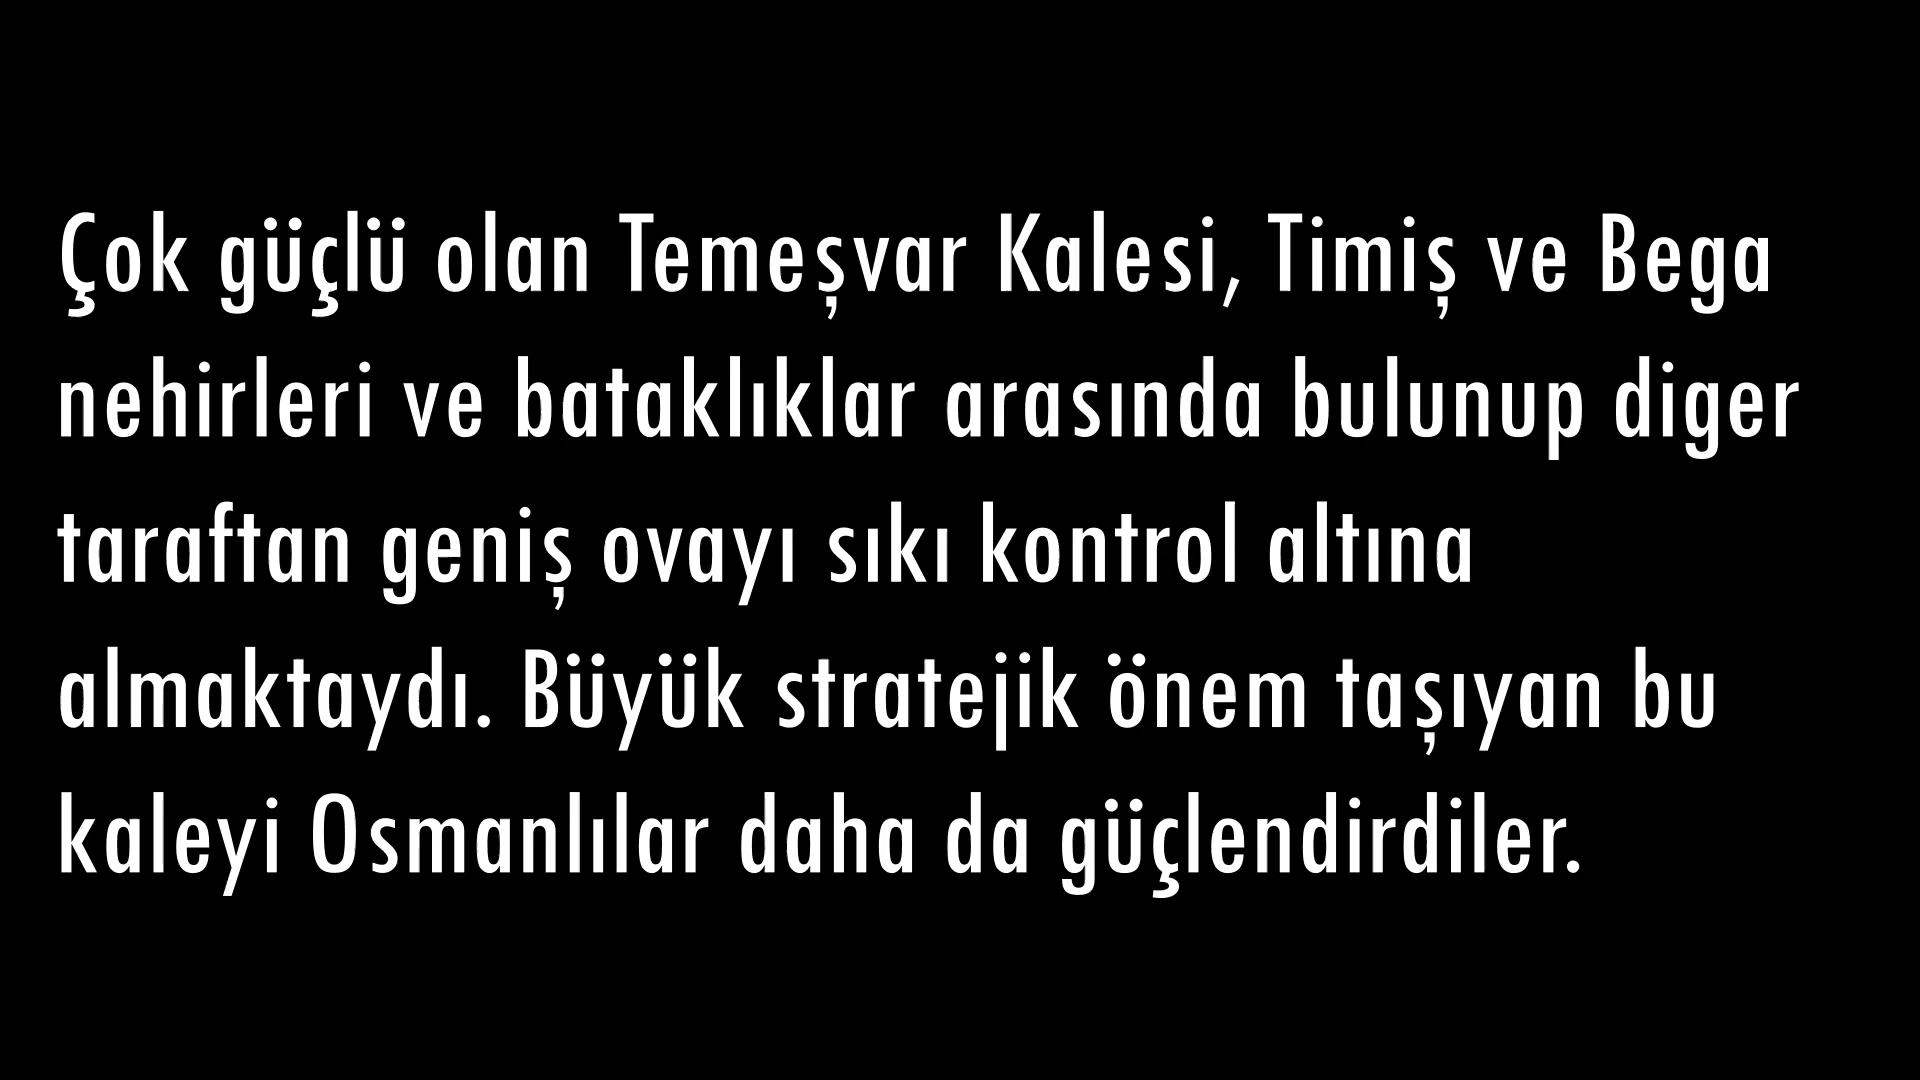 Çok güçlü olan Temeşvar Kalesi, Timiş ve Bega
nehirleri ve bataklıklar arasında bulunup diger
taraftan geniş ovayı sıkı kontrol altına
almaktaydı. Büyük stratejik önem taşıyan bu
kaleyi Osmanlılar daha da güçlendirdiler.